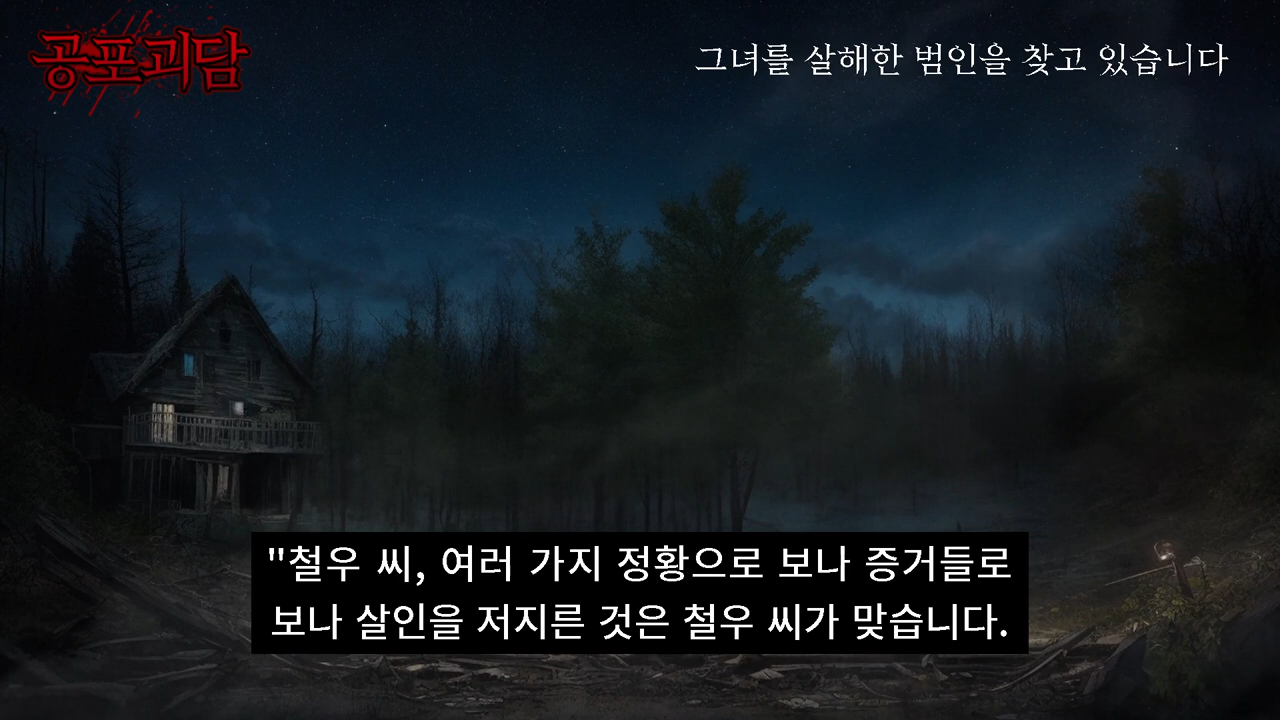 공포괴담
그녀를 살해한 범인을 찾고 있습니다
"철우 씨, 여러 가지 정황으로 보나 증거들로
보나 살인을 저지른 것은 철우 씨가 맞습니다.